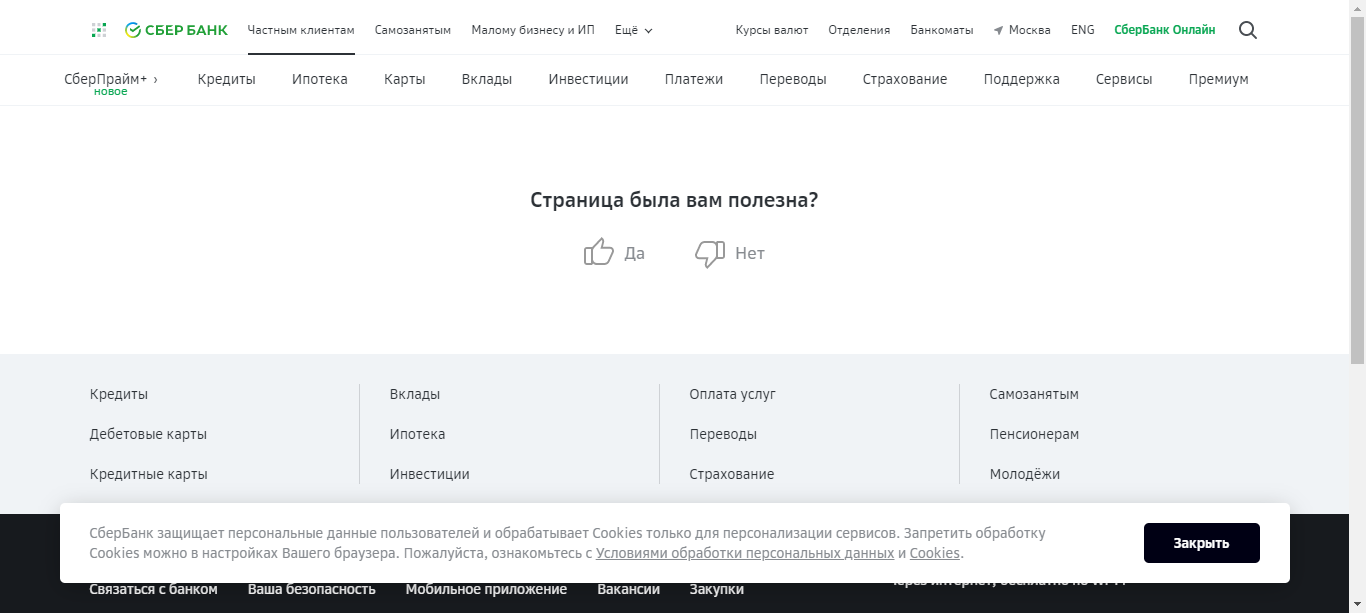 СБЕР БАНК Частным клиентам Самозанятым Малому бизнесу и ИП Ещё Курсы валют Отделения Банкоматы Москва ENG СберБанк Онлайн
СберПрайм+ › Кредиты Ипотека Карты Вклады Инвестиции Платежи Переводы Страхование Поддержка Сервисы Премиум
новое
Страница была вам полезна?
Да Нет
Кредиты Вклады Оплата услуг Самозанятым
Дебетовые карты Ипотека Переводы Пенсионерам
Кредитные карты Инвестиции Страхование Молодёжи
СберБанк защищает персональные данные пользователей и обрабатывает Cookies только для персонализации сервисов. Запретить обработку
Cookies можно в настройках Вашего браузера. Пожалуйста, ознакомьтесь с Условиями обработки персональных данных и Cookies.
Закрыть
Связаться с банком Ваша безопасность Мобильное приложение Вакансии Закупки